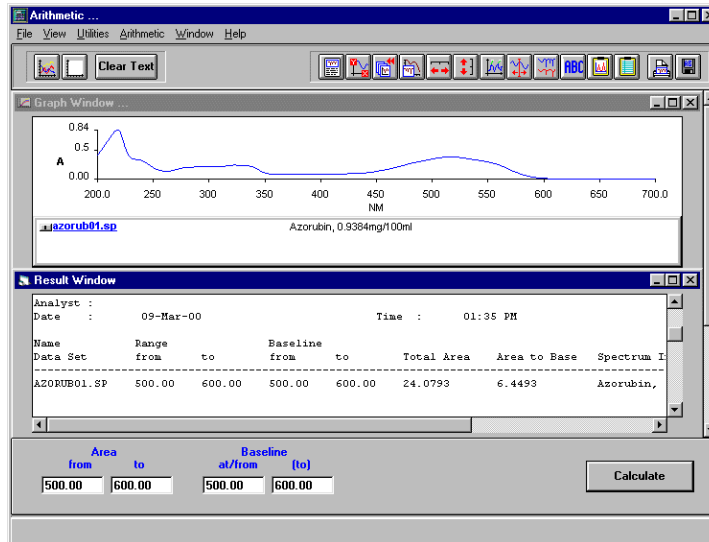 Arithmetic ...
File View Utilities Arithmetic Window Help
Clear Text
ABC
Graph Window ...
0.84
0.5
A
0.00
200.0 250 300 350 400 450 500 550 600 650 700.0
NM
azorub01.sp Azorubin, 0.9384mg/100ml
Result Window
Analyst :
Date : 09-Mar-00 Time : 01:35 PM
Name Range Baseline
Data Set from to from to Total Area Area to Base Spectrum
AZORUB01.SP 500.00 600.00 500.00 600.00 24.0793 6.4493 Azorubin,
Area Baseline
from to at/from (to)
500.00 600.00 500.00 600.00
Calculate